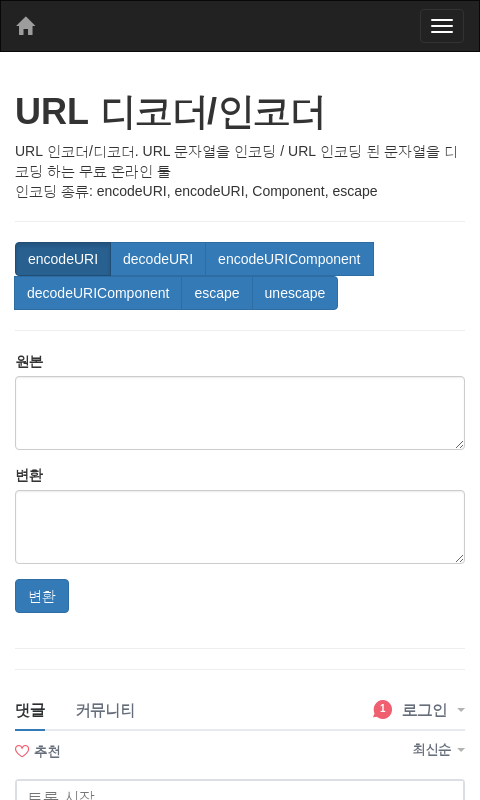 URL 디코더/인코더
URL 인코더/디코더. URL 문자열을 인코딩 / URL 인코딩 된 문자열을 디
코딩 하는 무료 온라인 툴
인코딩 종류: encodeURI, encodeURI, Component, escape
encodeURI decodeURI encodeURIComponent
decodeURIComponent escape unescape
원본
변환
변환
댓글 커뮤니티 1 로그인
추천 최신순
토론 시작